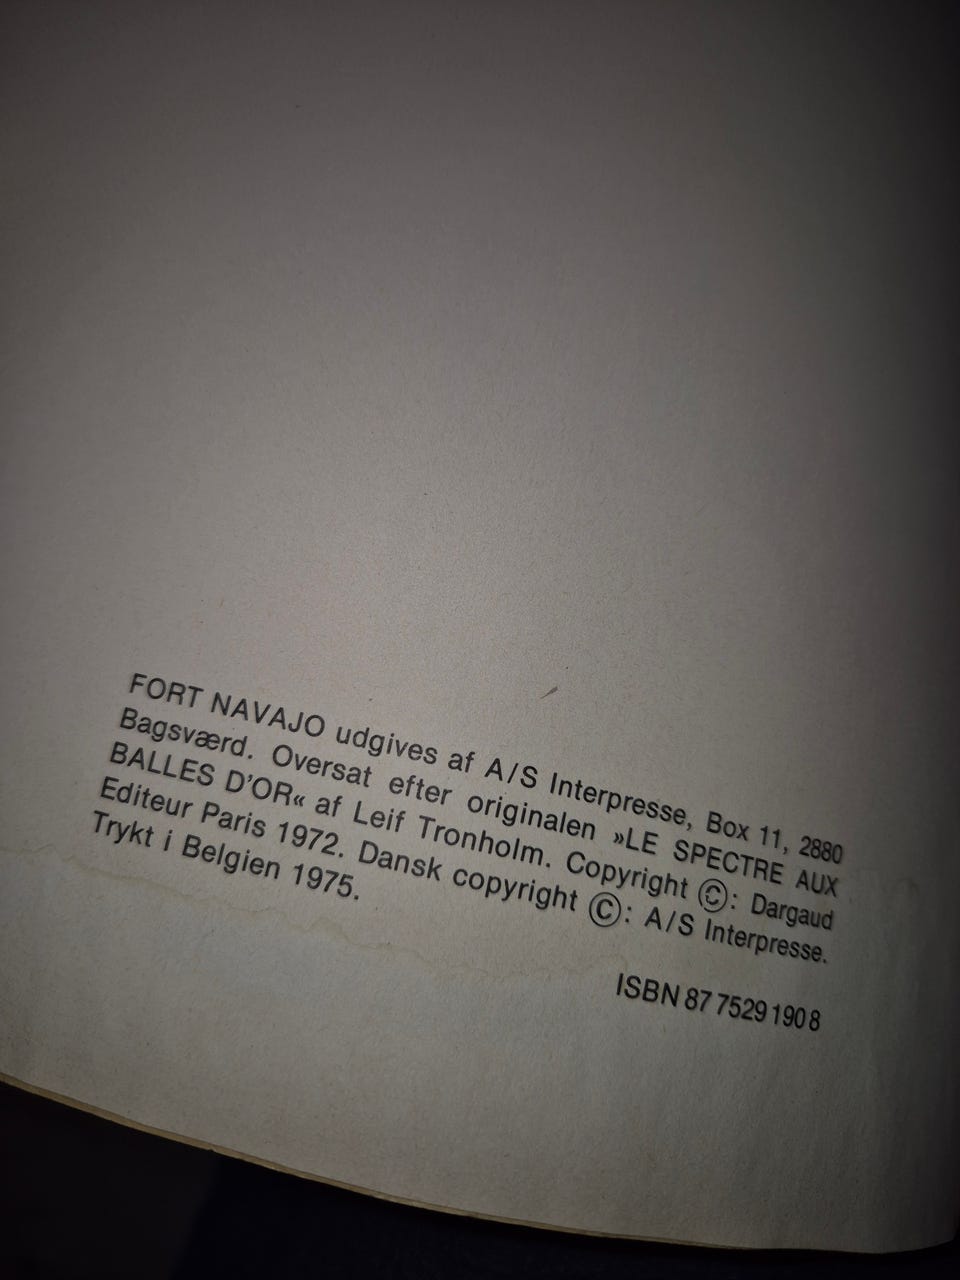 FORT NAVAJO udgives af A/S Interpresse, Box 11, 2880
Bagsværd. Oversat efter originalen »LE SPECTRE AUX
BALLES D'OR« af Leif Tronholm. Copyright ©: Dargaud
Editeur Paris 1972. Dansk copyright ©: A/S Interpresse.
Trykt i Belgien 1975.
ISBN 87 7529 190 8